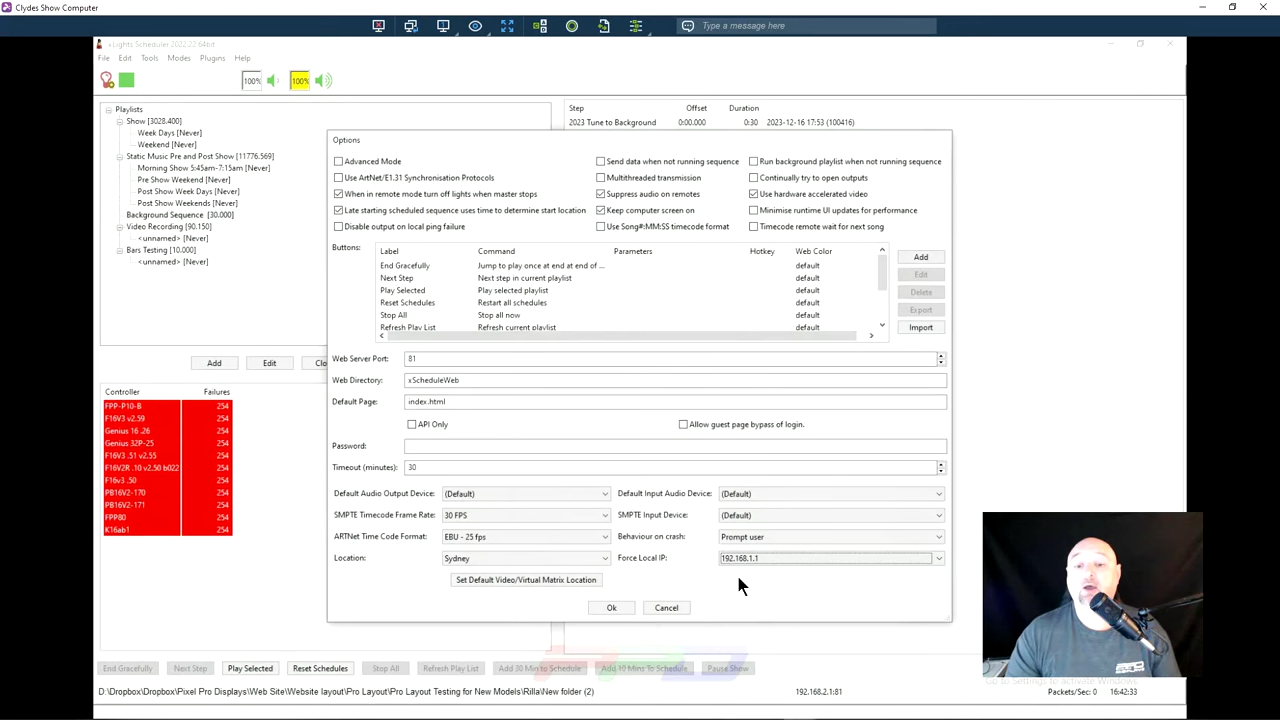 Clydes Show Computer
Type a message
xLights Scheduler 2022.22 64bit
File Edit Tools Modes Plugins Help
100% 100%
Playlists
Show [3028.400]
Week Days [Never]
Weekend [Never]
Static Music Pre and Post Show [11776.569]
Morning Show 5:45am-7:15am [Never]
Pre Show Weekend [Never]
Post Show Week Days [Never]
Post Show Weekends [Never]
Background Sequence [30.000]
Video Recording [90.150]
<unnamed> [Never]
Bars Testing [10.000]
<unnamed> [Never]
Step Offset Duration
2023 Tune to Background 0:00.000 0:30 2023-12-16 17:53 (100416)
Options
Advanced Mode Send data when not running sequence Run background playlist when not running sequence
Use ArtNet/E1.31 Synchronisation Protocols Multithreaded transmission Continually try to open outputs
When in remote mode turn off lights when master stops Suppress audio on remotes Use hardware accelerated video
Late starting scheduled sequence uses time to determine start location Keep computer screen on Minimise runtime UI updates for performance
Disable output on local ping failure Use Song#:MM:SS timecode format Timecode remote wait for next song
Buttons: Label Command Parameters Hotkey Web Color
End Gracefully Jump to play once at end at end of ... default
Next Step Next step in current playlist default
Play Selected Play selected playlist default
Reset Schedules Restart all schedules default
Stop All Stop all now default
Refresh Play List Refresh current playlist default
Add
Edit
Delete
Export
Import
Web Server Port: 81
Web Directory: xScheduleWeb
Default Page: index.html
API Only Allow guest page bypass of login.
Password:
Timeout (minutes): 30
Default Audio Output Device: (Default) Default Input Audio Device: (Default)
SMPTE Timecode Frame Rate: 30 FPS SMPTE Input Device: (Default)
ARTNet Time Code Format: EBU - 25 fps Behaviour on crash: Prompt user
Location: Sydney Force Local IP: 192.168.1.1
Set Default Video/Virtual Matrix Location
Ok Cancel
Add Edit Clo
Controller Failures
FPP-P10-B 254
F16V3 v2.59 254
Genius 16 .26 254
Genius 32P-25 254
F16V3 .51 v2.55 254
F16V2R .10 v2.50 b022 254
F16v3 .50 254
PB16V2-170 254
PB16V2-171 254
FPP80 254
K16ab1 254
Go to Settings to activate Windows.
End Gracefully Next Step Play Selected Reset Schedules Stop All Refresh Play List Add 30 Min to Schedule Add 10 Mins To Schedule Pause Show
D:\Dropbox\Dropbox\Pixel Pro Displays\Web Site\Website layout\Pro Layout\Pro Layout Testing for New Models\Rilla\New folder (2) 192.168.2.1:81 Packets/Sec: 0 16:42:33